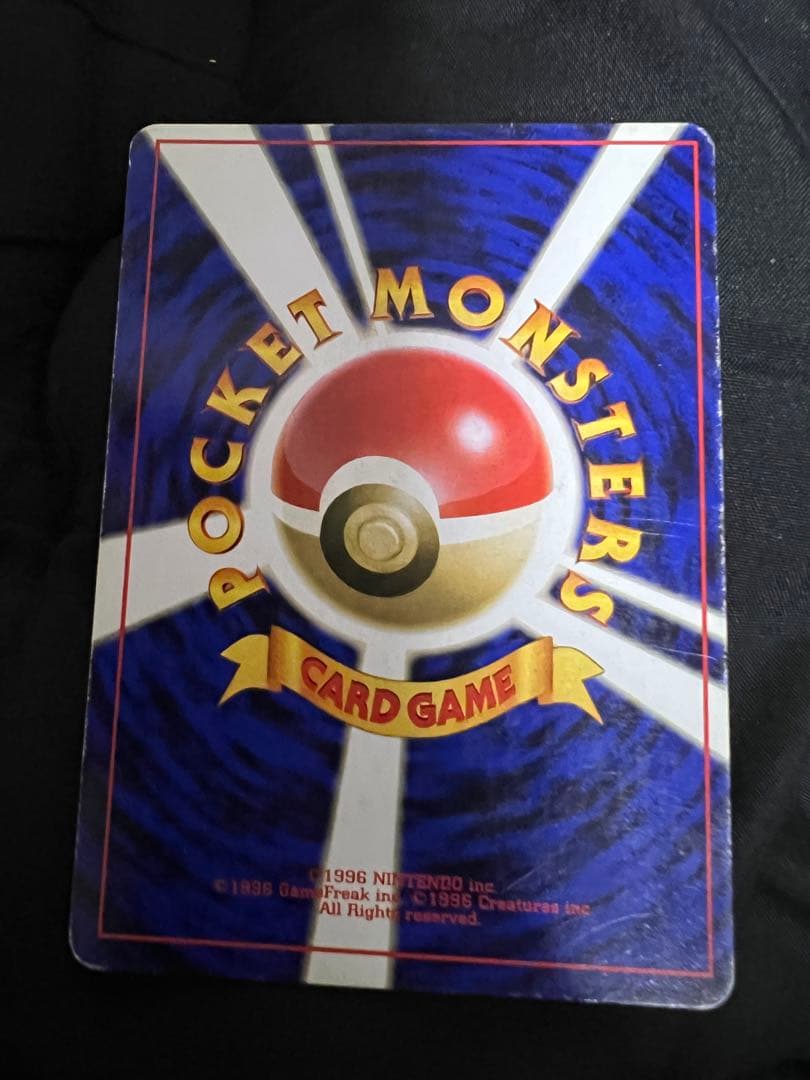 POCKET MONSTERS
CARD GAME
©1996 NINTENDO inc.
©1996 GameFreak inc. ©1996 Creatures inc.
All Rights reserved.